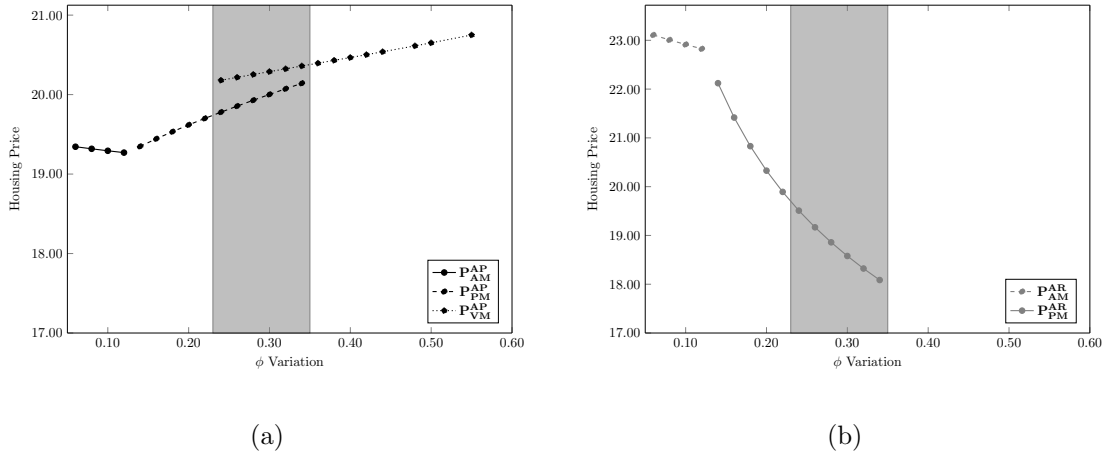 21.00
20.00
19.00
18.00
17.00
Housing Price
0.10 0.20 0.30 0.40 0.50 0.60
ϕ Variation
P^AP_AM
P^AP_PM
P^AP_VM
(a)
23.00
22.00
21.00
20.00
19.00
18.00
17.00
Housing Price
0.10 0.20 0.30 0.40 0.50 0.60
ϕ Variation
P^AR_AM
P^AR_PM
(b)